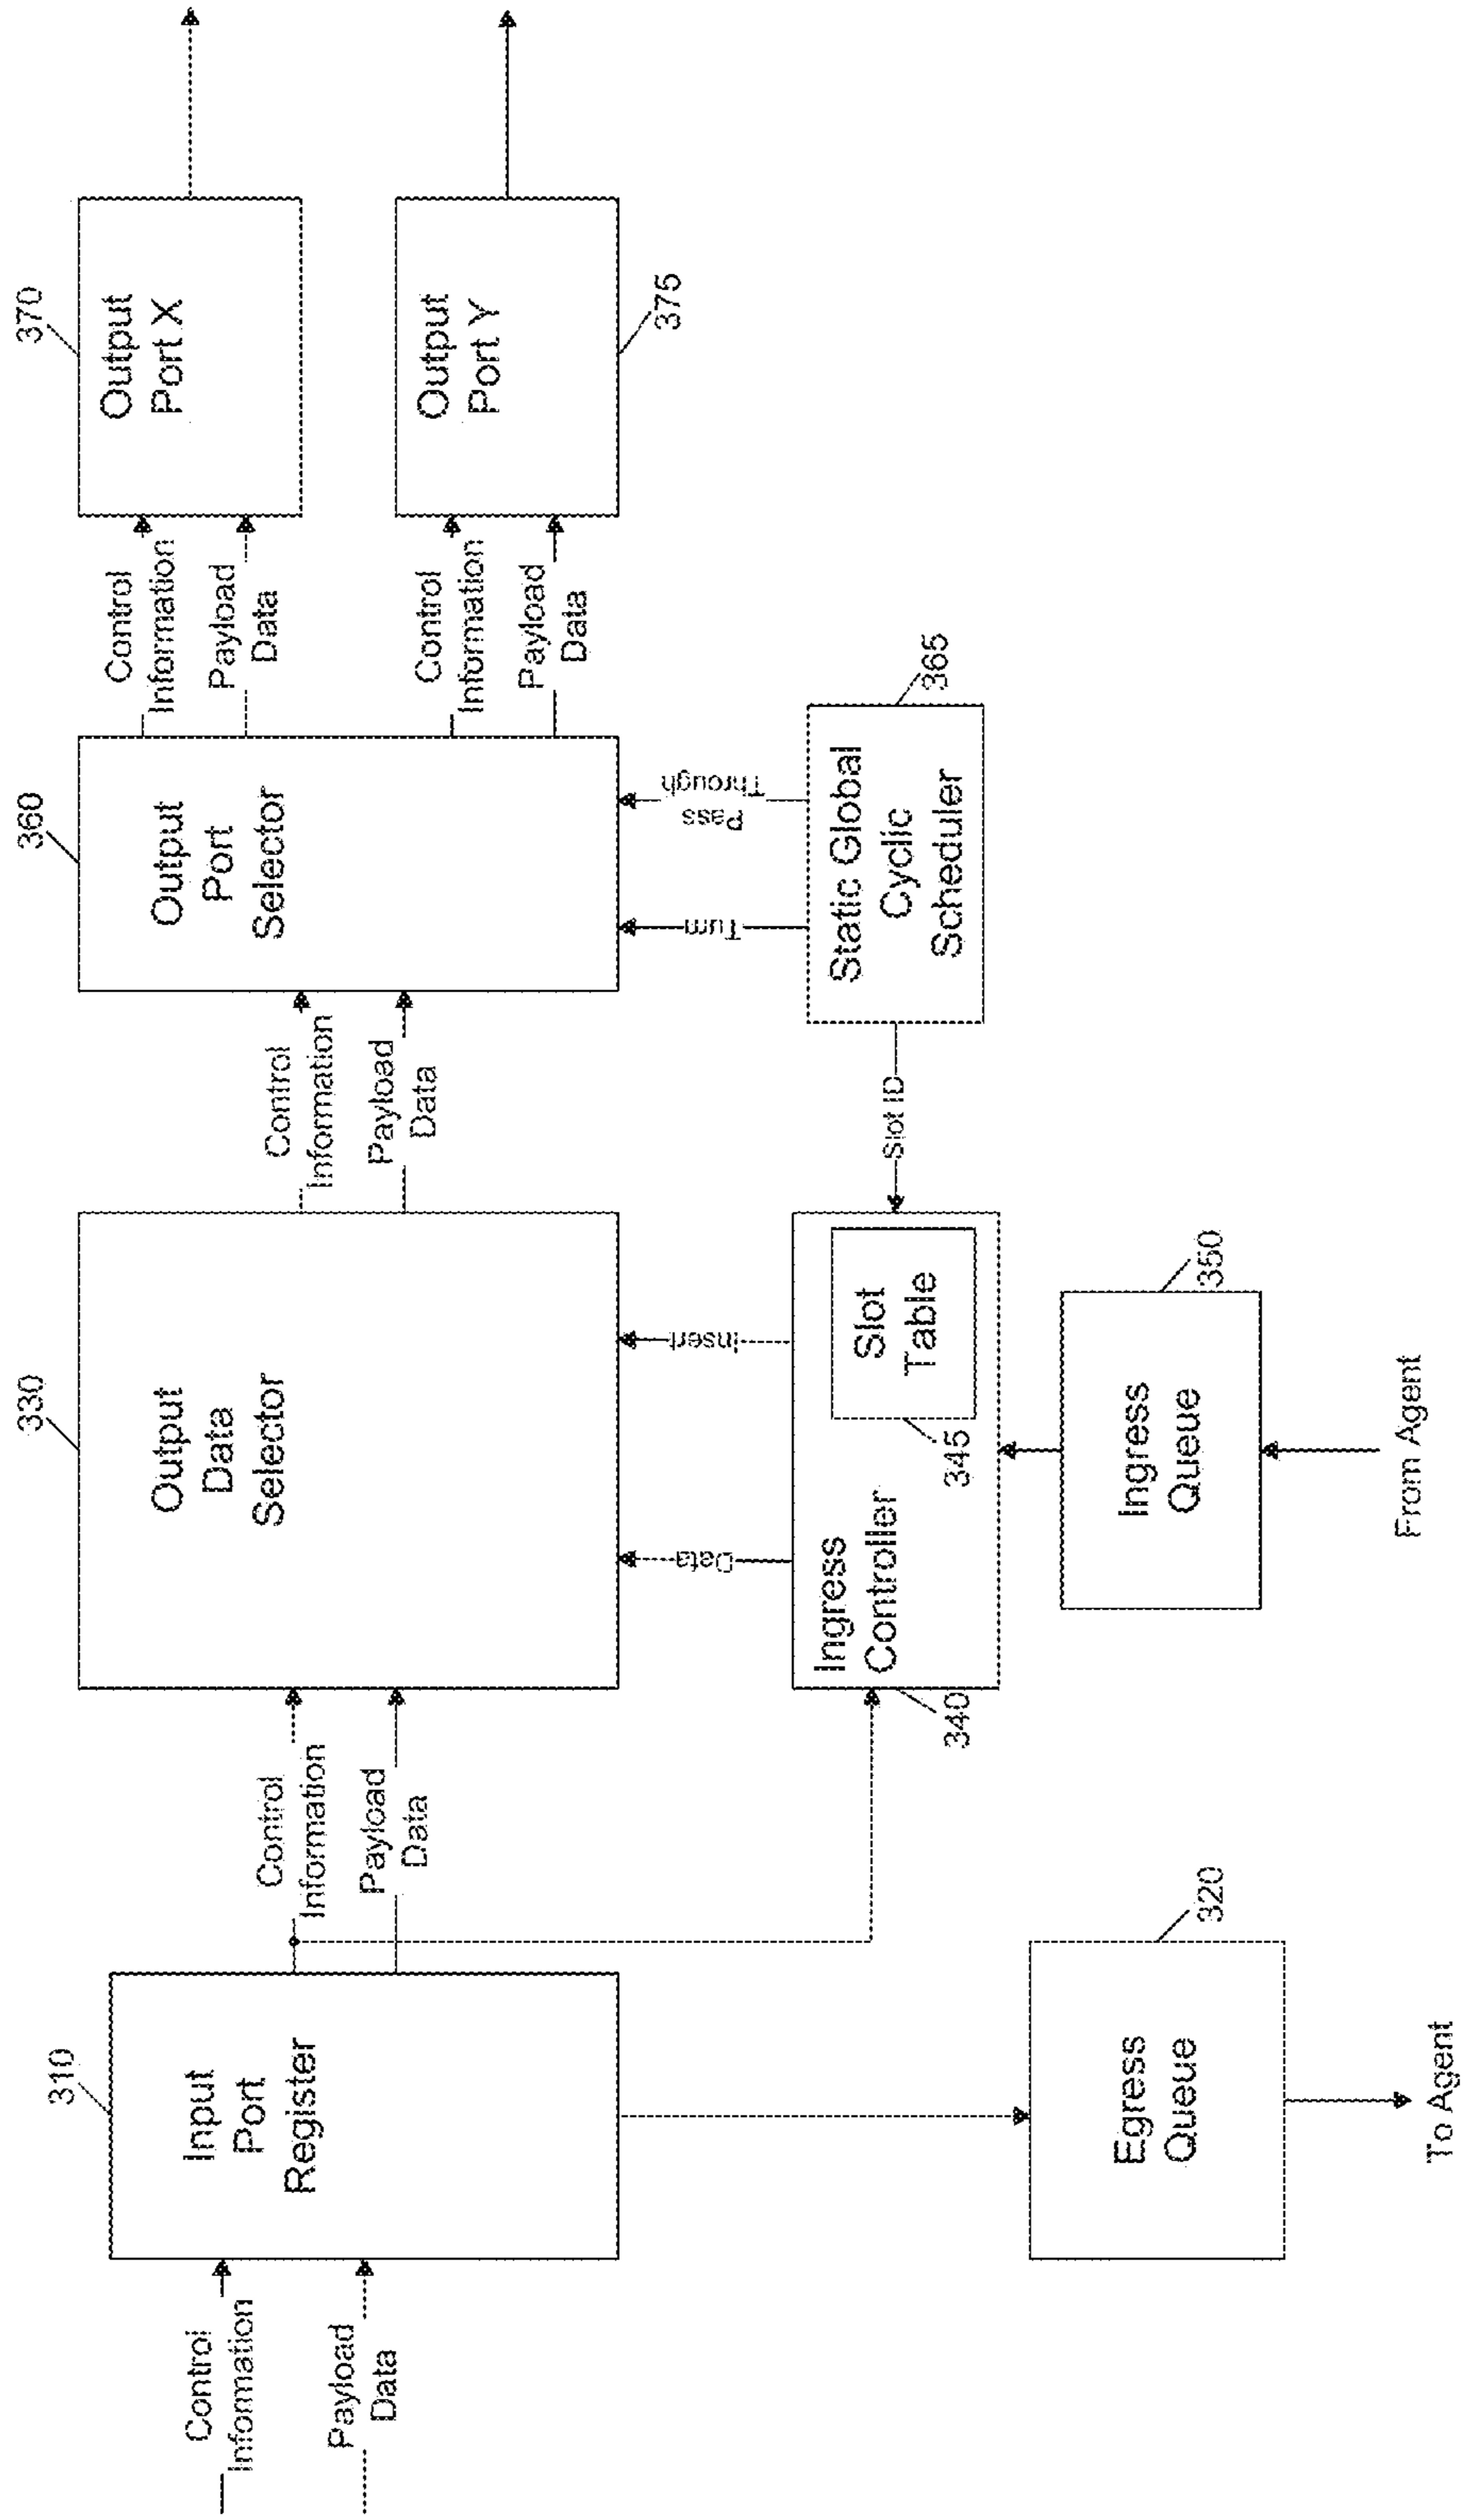 Control
Information
Payload
Data
310
Input
Port
Register
Control
Information
Payload
Data
330
Output
Data
Selector
Control
Information
Payload
Data
360
Output
Port
Selector
Control
Information
Payload
Data
Control
Information
Payload
Data
370
Output
Port X
Output
Port Y
375
Data
Insert
Turn
Pass
Through
Ingress
Controller
340
Slot
Table
345
Slot ID
Static Global
Cyclic
Scheduler
365
Egress
Queue
320
To Agent
Ingress
Queue
350
From Agent